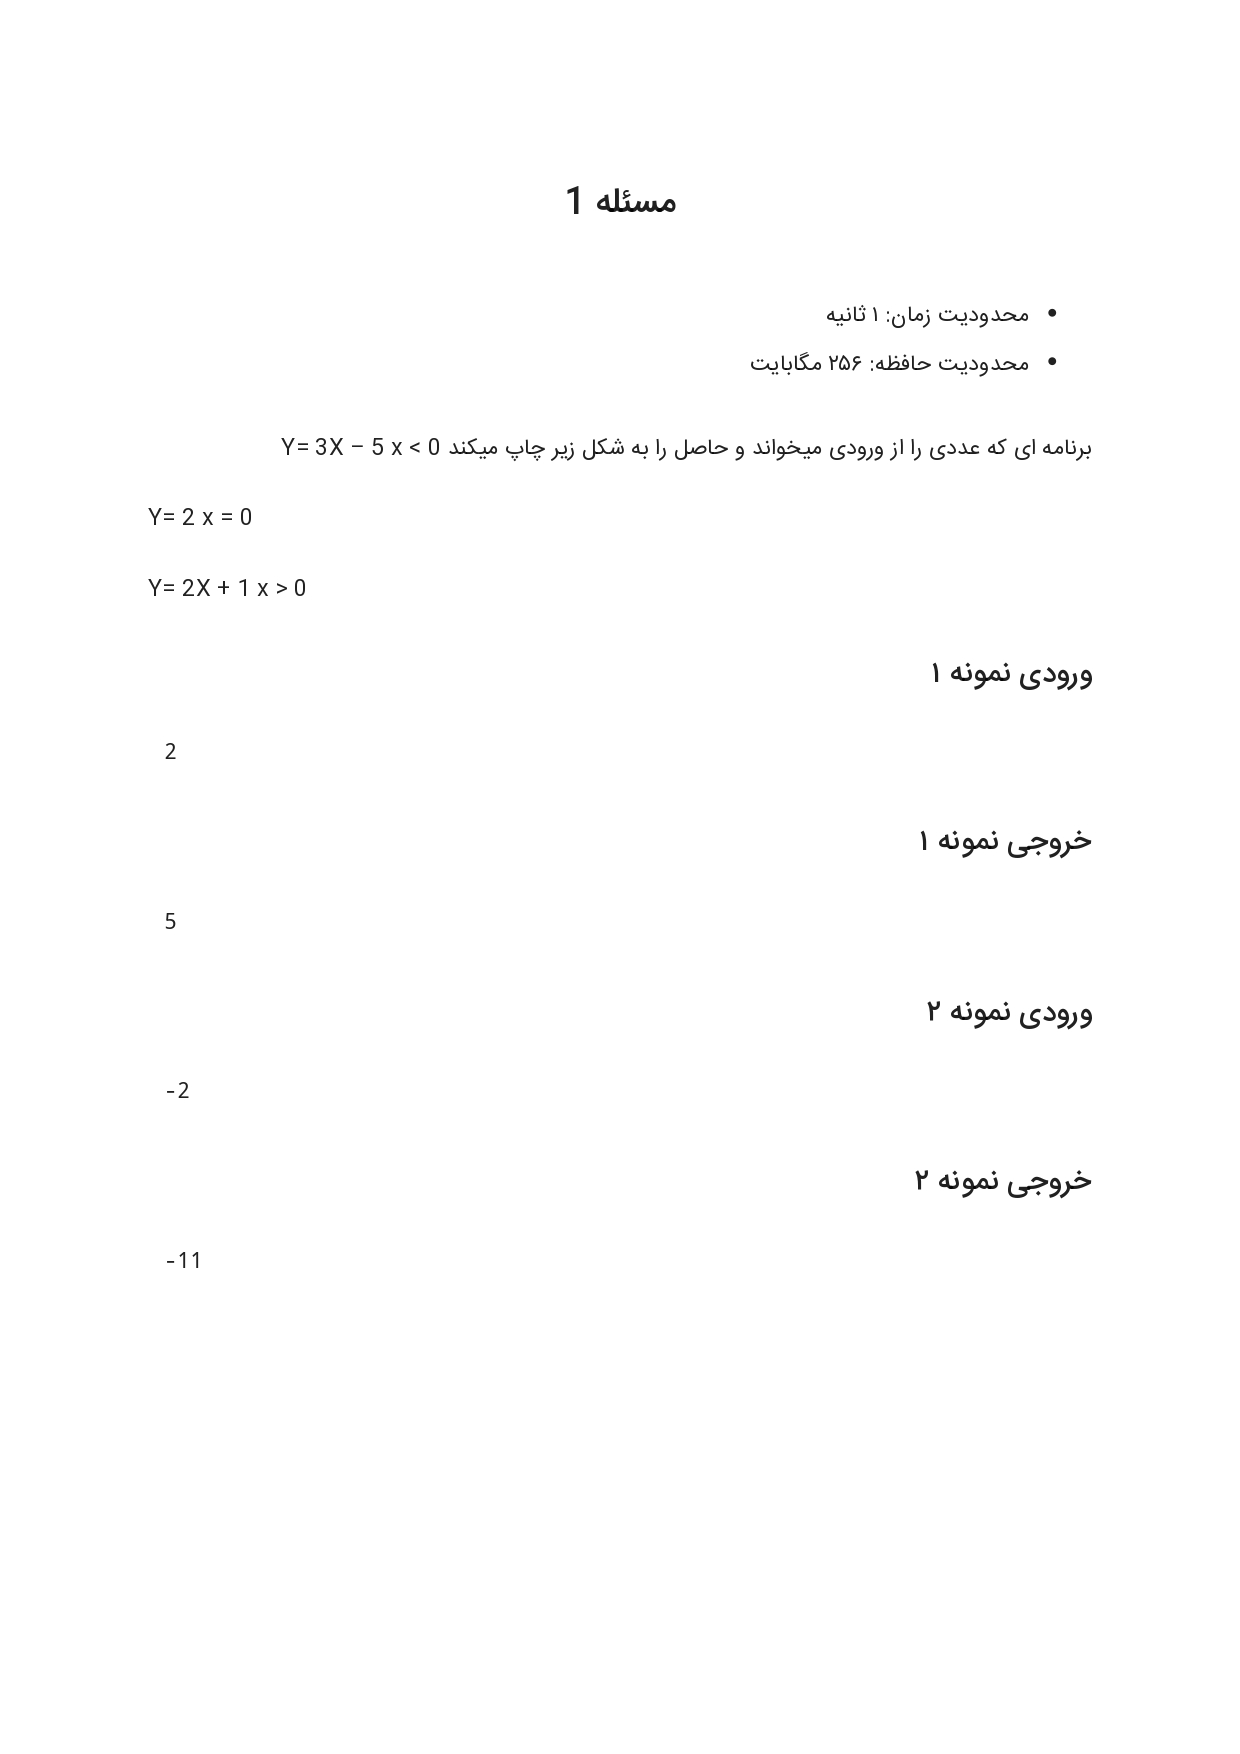 مسئله 1
محدودیت زمان: ۱ ثانیه
محدودیت حافظه: ۲۵۶ مگابایت
برنامه ای که عددی را از ورودی میخواند و حاصل را به شکل زیر چاپ میکند Y= 3X – 5 x < 0
Y= 2 x = 0
Y= 2X + 1 x > 0
ورودی نمونه ۱
2
خروجی نمونه ۱
5
ورودی نمونه ۲
-2
خروجی نمونه ۲
-11